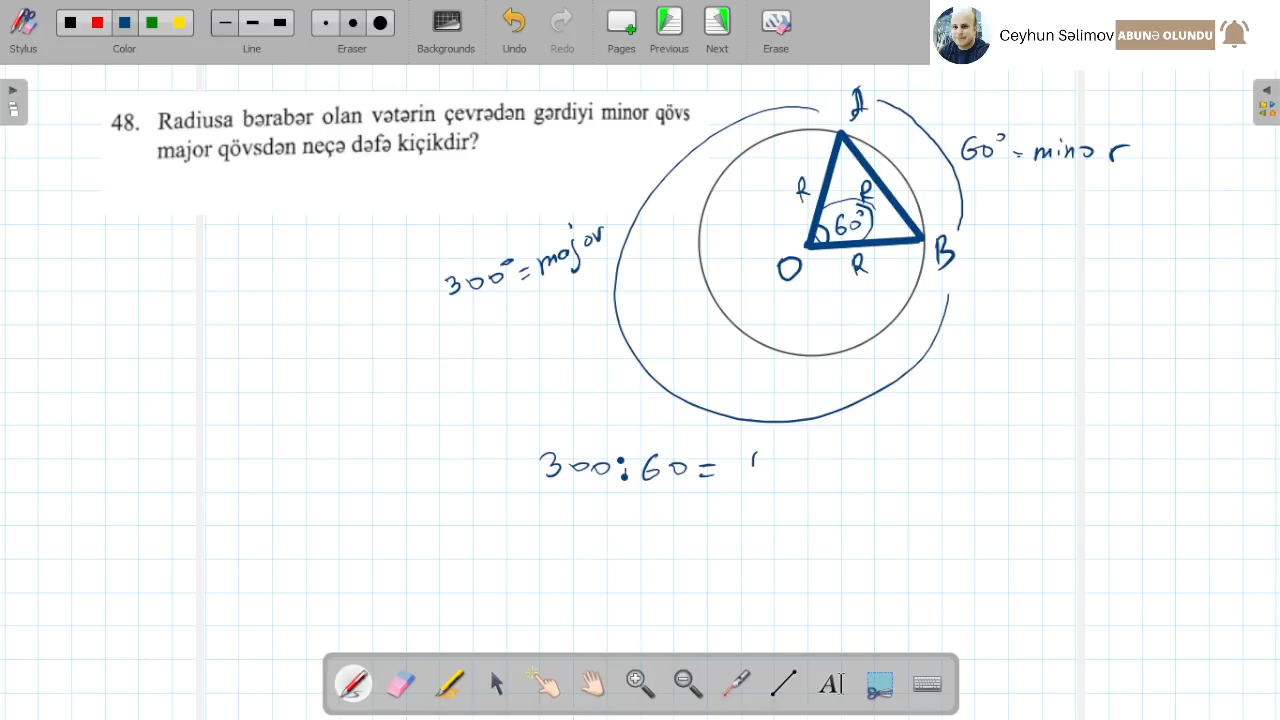 Stylus Color Line Eraser Backgrounds Undo Redo Pages Previous Next Erase
Ceyhun Səlimov ABUNƏ OLUNDU
48. Radiusa bərabər olan vətərin çevrədən gərdiyi minor qövs
major qövsdən neçə dəfə kiçikdir?
A
60° = minor
R R
60°
O R B
300° = major
300 : 60 =
AI